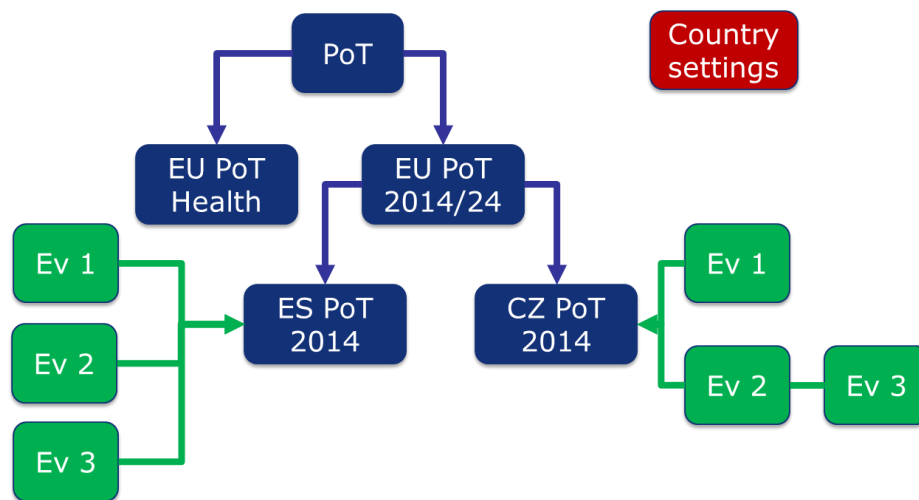 PoT
Country
settings
EU PoT
Health
EU PoT
2014/24
Ev 1
Ev 2
Ev 3
ES PoT
2014
CZ PoT
2014
Ev 1
Ev 2
Ev 3